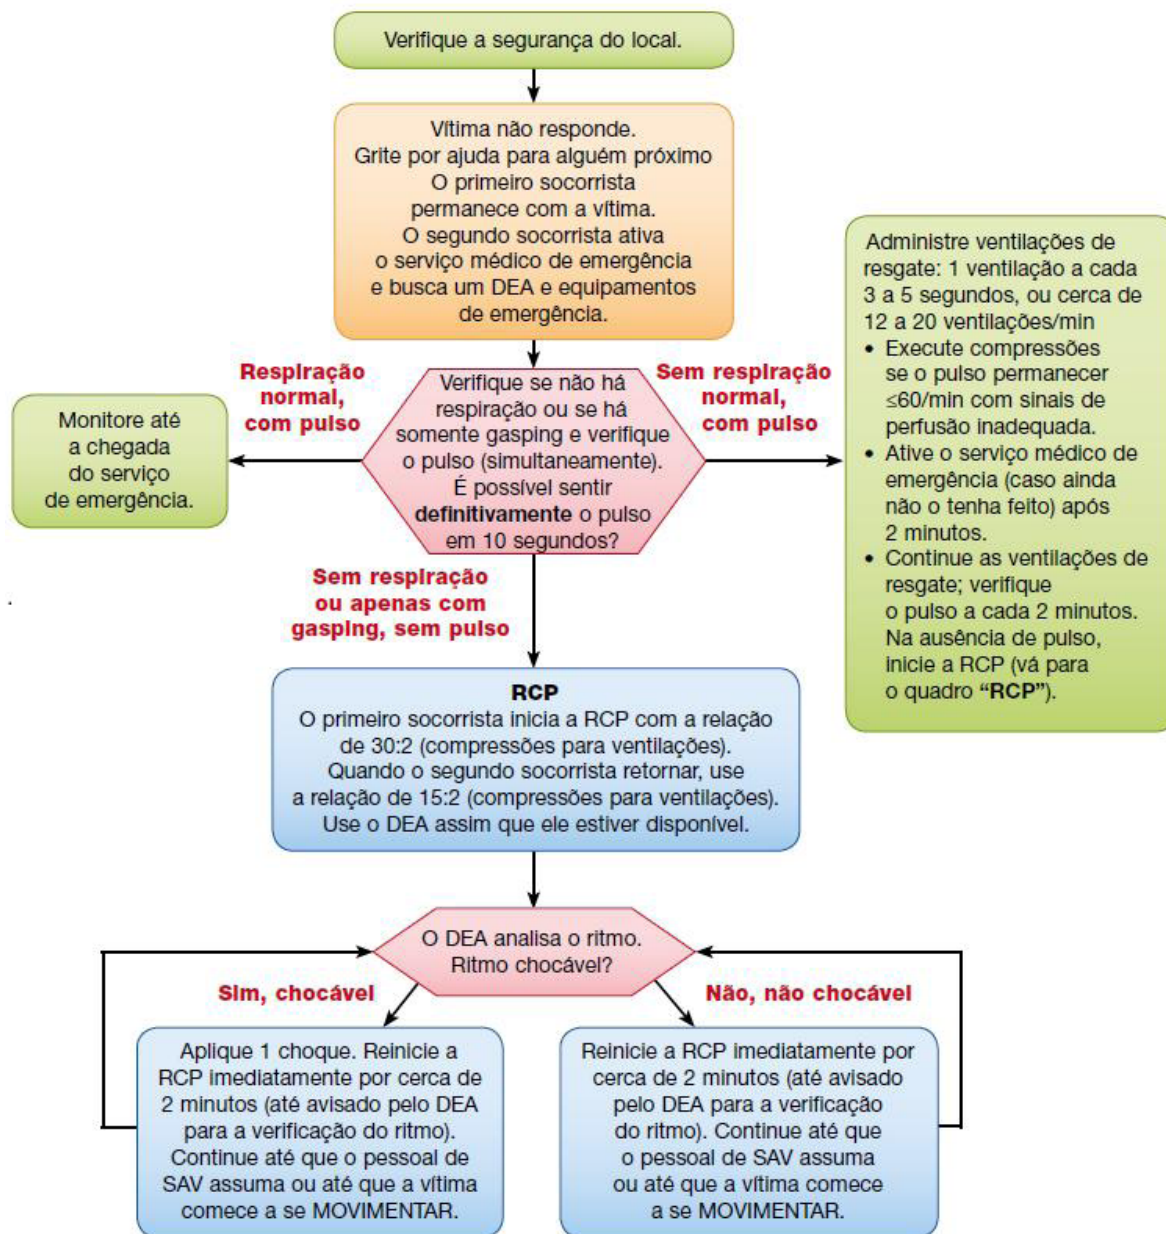 Verifique a segurança do local.
Vítima não responde.
Grite por ajuda para alguém próximo
O primeiro socorrista
permanece com a vítima.
O segundo socorrista ativa
o serviço médico de emergência
e busca um DEA e equipamentos
de emergência.
Respiração
normal,
com pulso
Monitore até
a chegada
do serviço
de emergência.
Verifique se não há
respiração ou se há
somente gasping e verifique
o pulso (simultaneamente).
É possível sentir
definitivamente o pulso
em 10 segundos?
Sem respiração
normal,
com pulso
Administre ventilações de
resgate: 1 ventilação a cada
3 a 5 segundos, ou cerca de
12 a 20 ventilações/min
• Execute compressões
se o pulso permanecer
≤60/min com sinais de
perfusão inadequada.
• Ative o serviço médico de
emergência (caso ainda
não o tenha feito) após
2 minutos.
• Continue as ventilações de
resgate; verifique
o pulso a cada 2 minutos.
Na ausência de pulso,
inicie a RCP (vá para
o quadro “RCP”).
Sem respiração
ou apenas com
gasping, sem pulso
RCP
O primeiro socorrista inicia a RCP com a relação
de 30:2 (compressões para ventilações).
Quando o segundo socorrista retornar, use
a relação de 15:2 (compressões para ventilações).
Use o DEA assim que ele estiver disponível.
O DEA analisa o ritmo.
Ritmo chocável?
Sim, chocável
Não, não chocável
Aplique 1 choque. Reinicie a
RCP imediatamente por cerca de
2 minutos (até avisado pelo DEA
para a verificação do ritmo).
Continue até que o pessoal de
SAV assuma ou até que a vítima
comece a se MOVIMENTAR.
Reinicie a RCP imediatamente por
cerca de 2 minutos (até avisado
pelo DEA para a verificação
do ritmo). Continue até que
o pessoal de SAV assuma
ou até que a vítima comece
a se MOVIMENTAR.